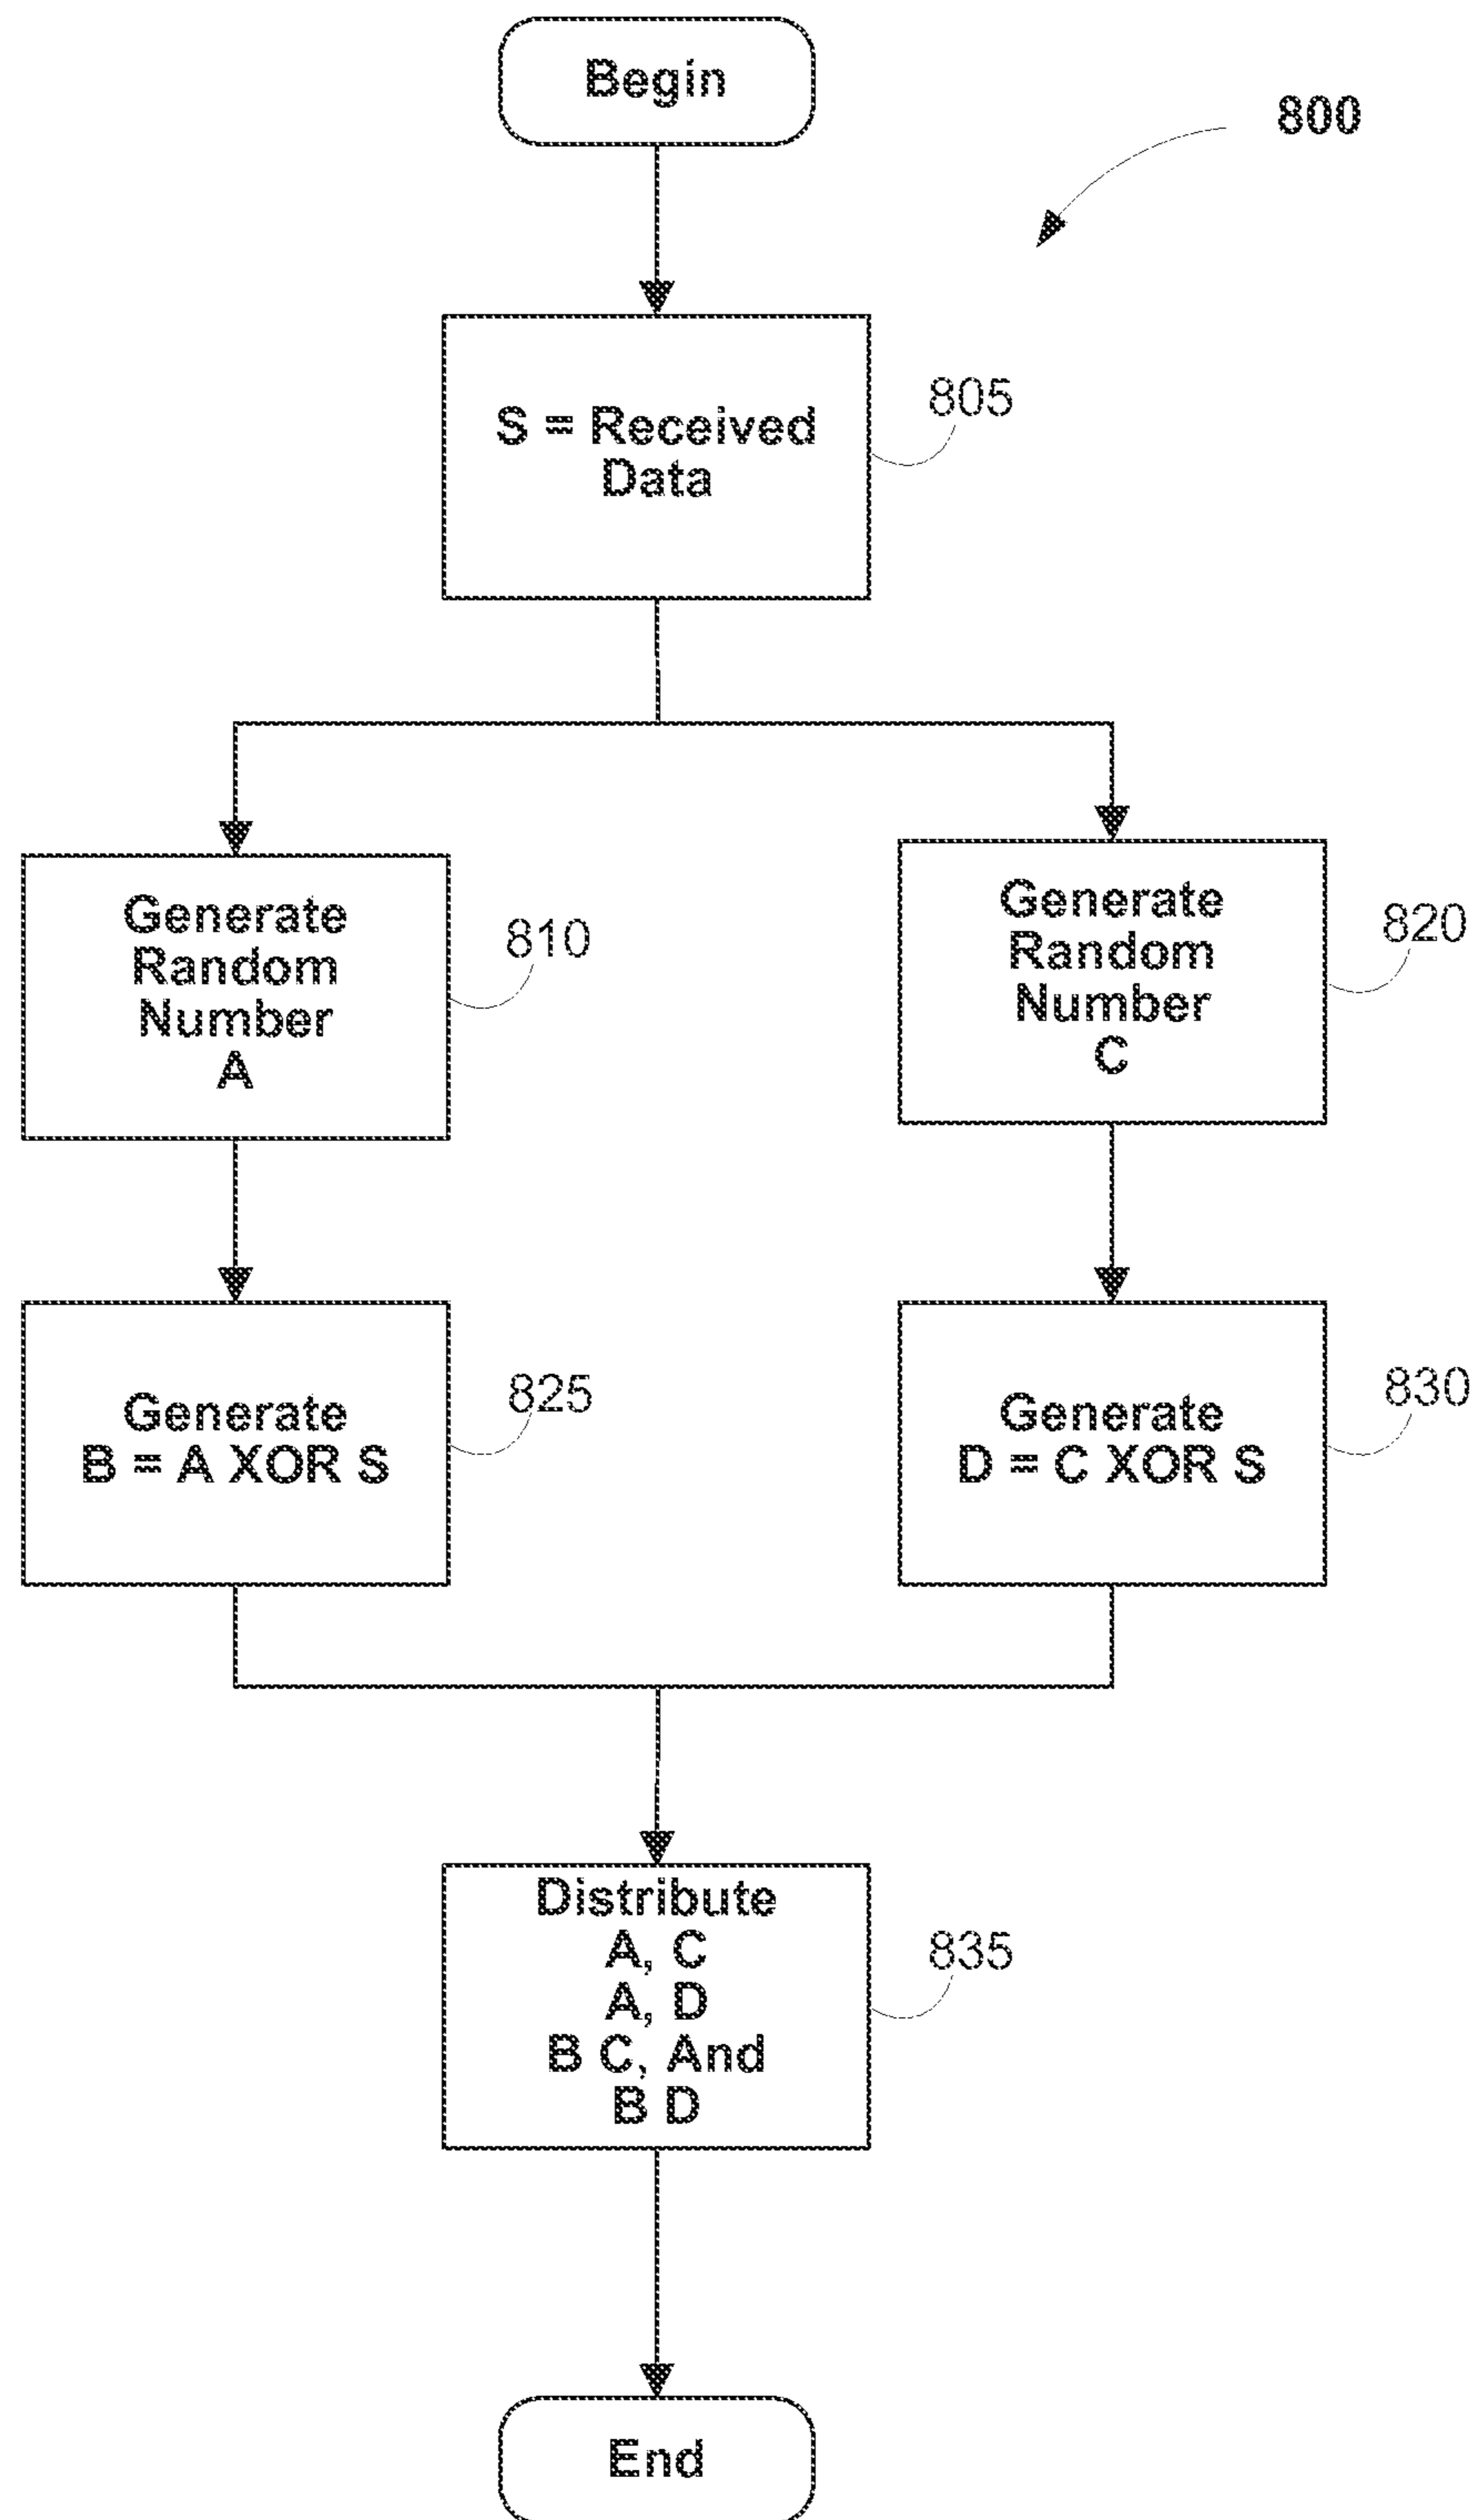 Begin
800
S = Received
Data
805
Generate
Random
Number
A
810
Generate
Random
Number
C
820
Generate
B = A XOR S
825
Generate
D = C XOR S
830
Distribute
A, C
A, D
B C, And
B D
835
End